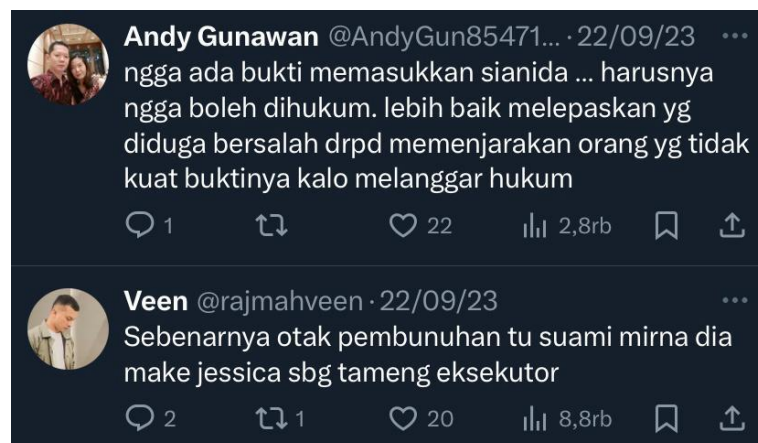 Andy Gunawan @AndyGun85471... · 22/09/23
ngga ada bukti memasukkan sianida ... harusnya
ngga boleh dihukum. lebih baik melepaskan yg
diduga bersalah drpd memenjarakan orang yg tidak
kuat buktinya kalo melanggar hukum
1 22 2,8rb
Veen @rajmahveen · 22/09/23
Sebenarnya otak pembunuhan tu suami mirna dia
make jessica sbg tameng eksekutor
2 1 20 8,8rb